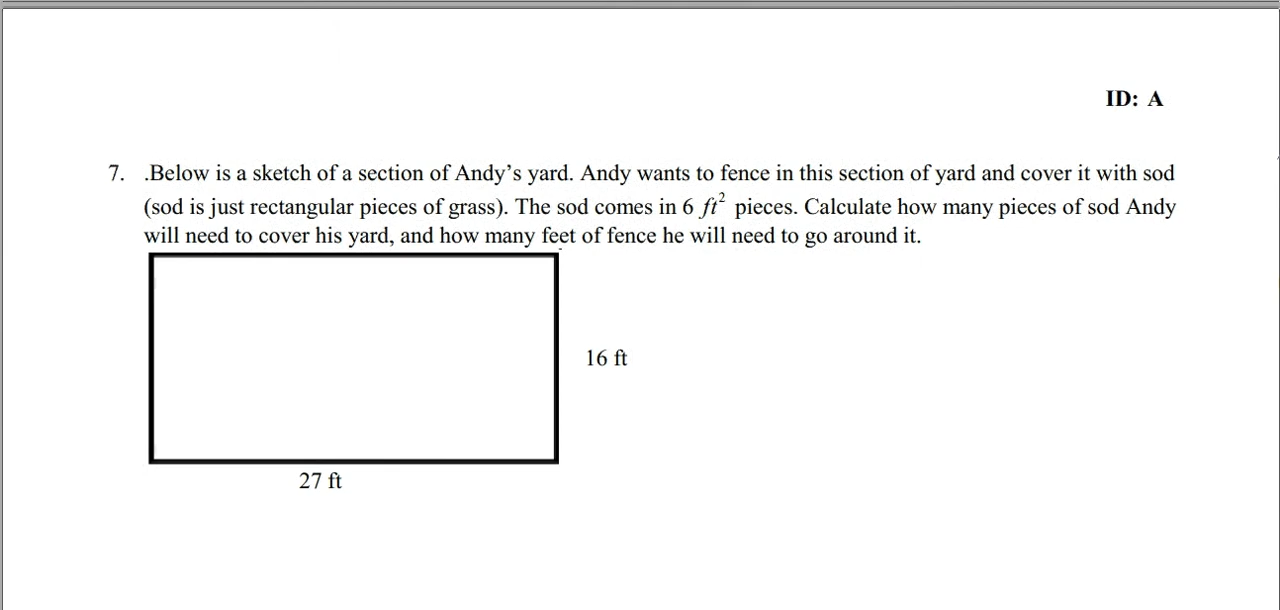 ID: A
7. .Below is a sketch of a section of Andy’s yard. Andy wants to fence in this section of yard and cover it with sod
(sod is just rectangular pieces of grass). The sod comes in 6 ft² pieces. Calculate how many pieces of sod Andy
will need to cover his yard, and how many feet of fence he will need to go around it.
16 ft
27 ft